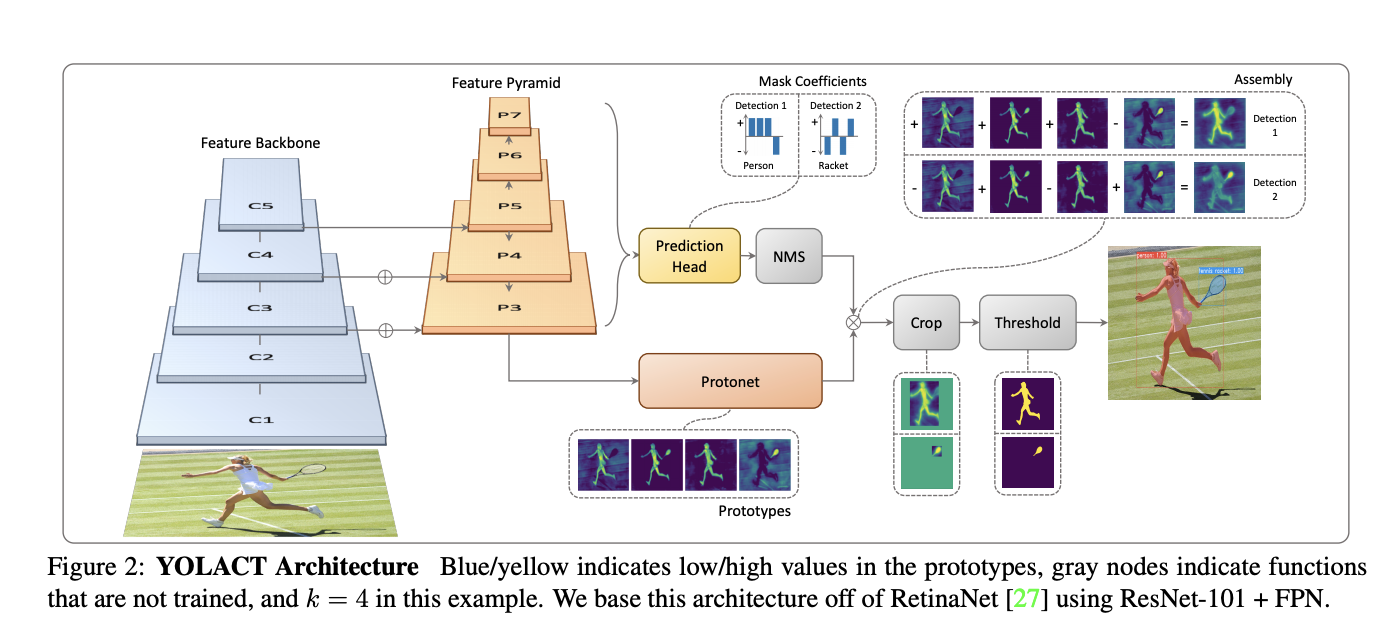 Feature Backbone
C5
C4
C3
C2
C1
Feature Pyramid
P7
P6
P5
P4
P3
Mask Coefficients
Detection 1
+
-
Person
Detection 2
+
-
Racket
Prediction
Head
NMS
Protonet
Prototypes
Assembly
+ + + - = Detection
1
- + - + = Detection
2
Crop
Threshold
person: 1.00
tennis racket: 1.00
Figure 2: YOLACT Architecture Blue/yellow indicates low/high values in the prototypes, gray nodes indicate functions
that are not trained, and k = 4 in this example. We base this architecture off of RetinaNet [27] using ResNet-101 + FPN.